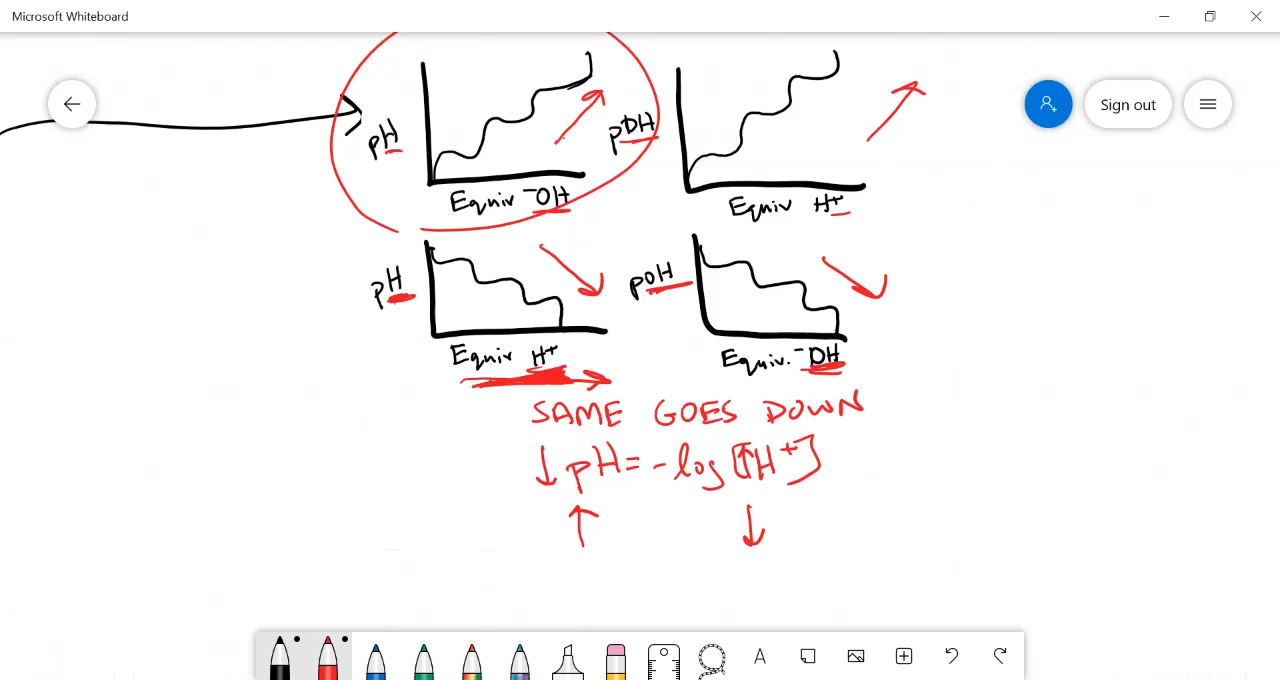 Microsoft Whiteboard
Sign out
pH
Equiv ⁻OH
pOH
Equiv H⁺
pH
Equiv H⁺
pOH
Equiv. ⁻OH
SAME GOES DOWN
↓ pH = -log [↑H⁺]
↑ ↓
A